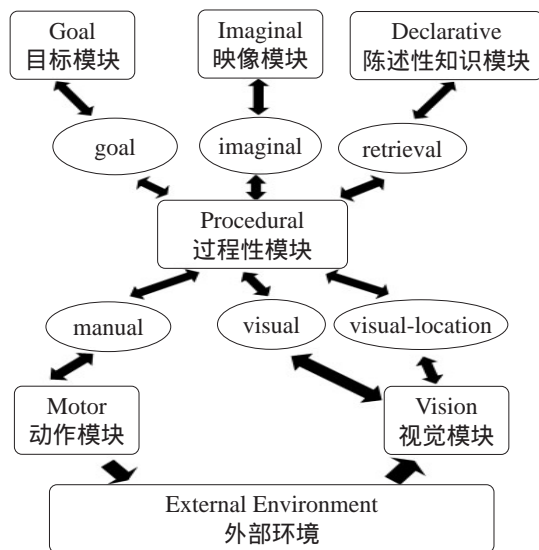 Goal
目标模块
Imaginal
映像模块
Declarative
陈述性知识模块
goal
imaginal
retrieval
Procedural
过程性模块
manual
visual
visual-location
Motor
动作模块
Vision
视觉模块
External Environment
外部环境